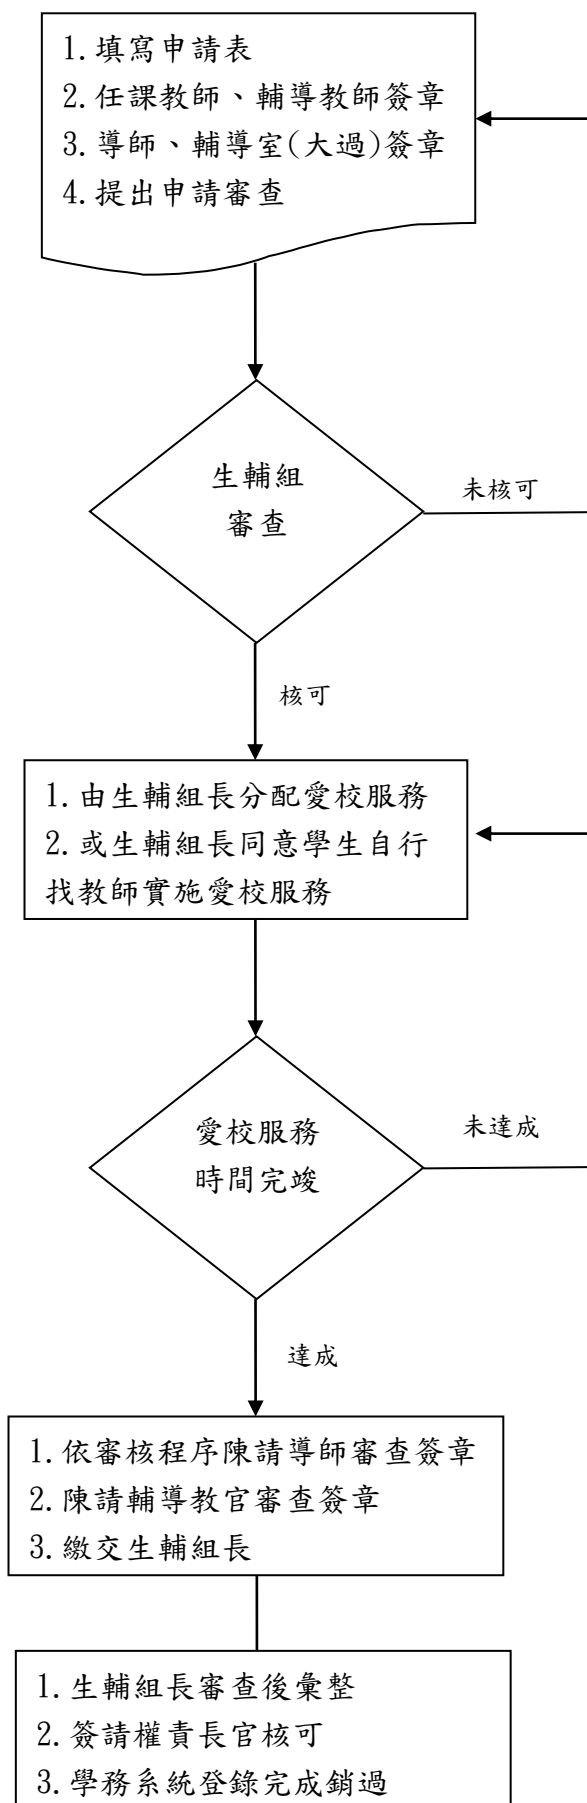 1.填寫申請表
2.任課教師、輔導教師簽章
3.導師、輔導室(大過)簽章
4.提出申請審查
生輔組
審查
未核可
核可
1.由生輔組長分配愛校服務
2.或生輔組長同意學生自行
找教師實施愛校服務
愛校服務
時間完竣
未達成
達成
1.依審核程序陳請導師審查簽章
2.陳請輔導教官審查簽章
3.繳交生輔組長
1.生輔組長審查後彙整
2.簽請權責長官核可
3.學務系統登錄完成銷過